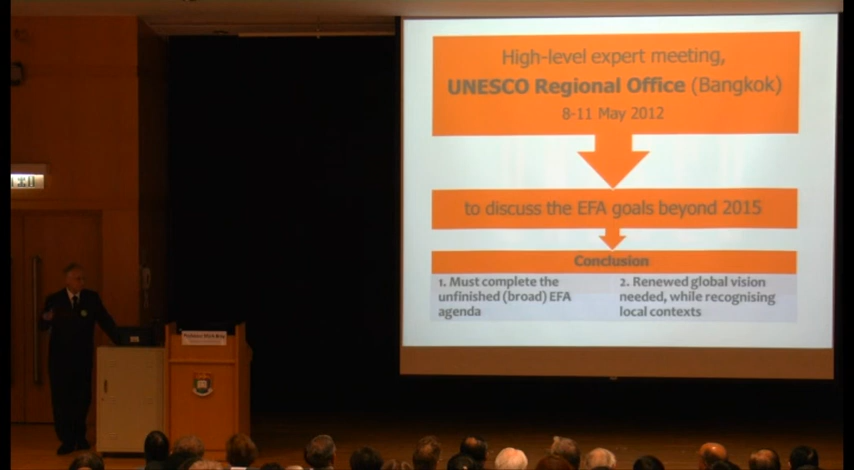 High-level expert meeting,
UNESCO Regional Office (Bangkok)
8-11 May 2012
to discuss the EFA goals beyond 2015
Conclusion
1. Must complete the
unfinished (broad) EFA
agenda
2. Renewed global vision
needed, while recognising
local contexts